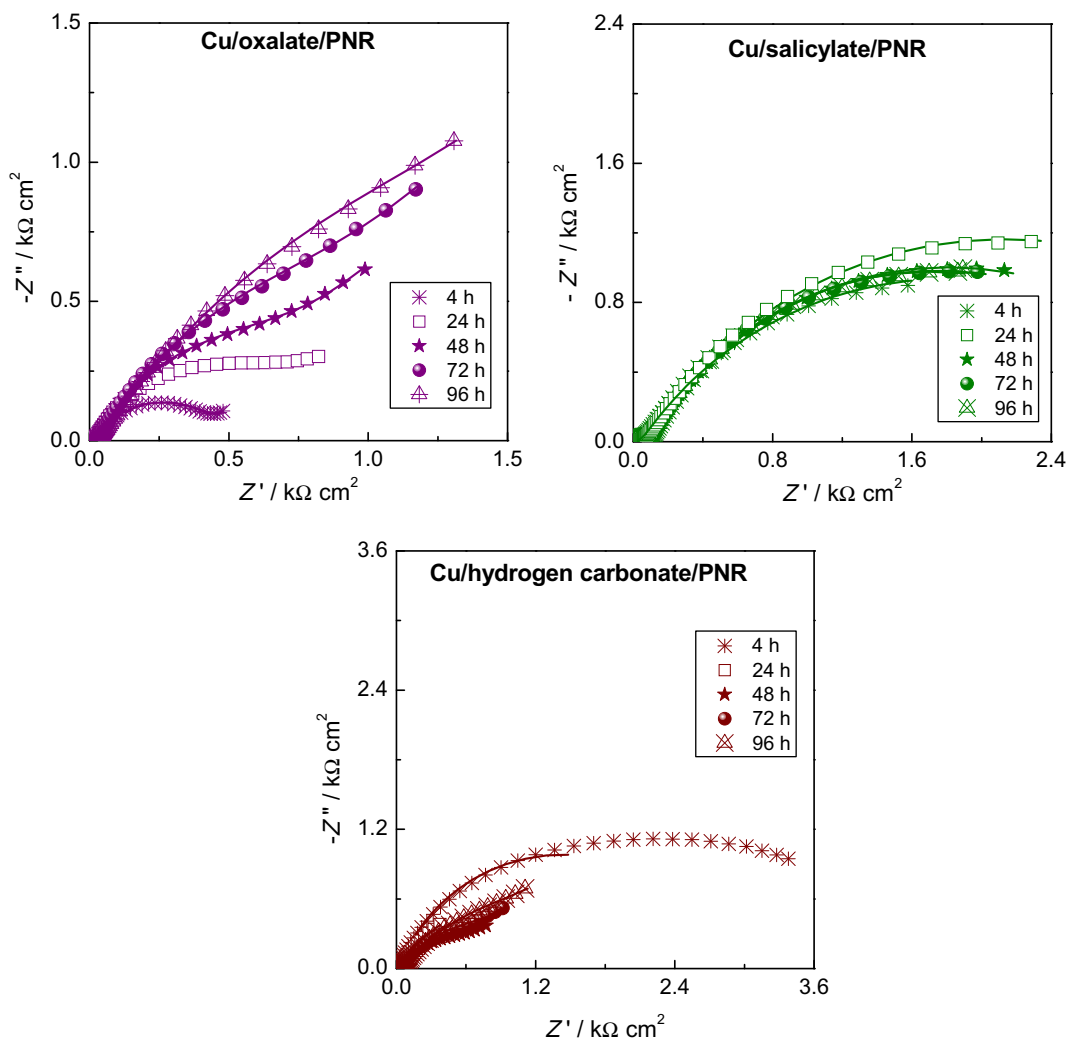 Cu/oxalate/PNR
1.5
1.0
0.5
0.0
-Z'' / kΩ cm²
4 h
24 h
48 h
72 h
96 h
0.0 0.5 1.0 1.5
Z' / kΩ cm²
Cu/salicylate/PNR
2.4
1.6
0.8
0.0
- Z'' / kΩ cm²
4 h
24 h
48 h
72 h
96 h
0.0 0.8 1.6 2.4
Z' / kΩ cm²
Cu/hydrogen carbonate/PNR
3.6
2.4
1.2
0.0
-Z'' / kΩ cm²
4 h
24 h
48 h
72 h
96 h
0.0 1.2 2.4 3.6
Z' / kΩ cm²